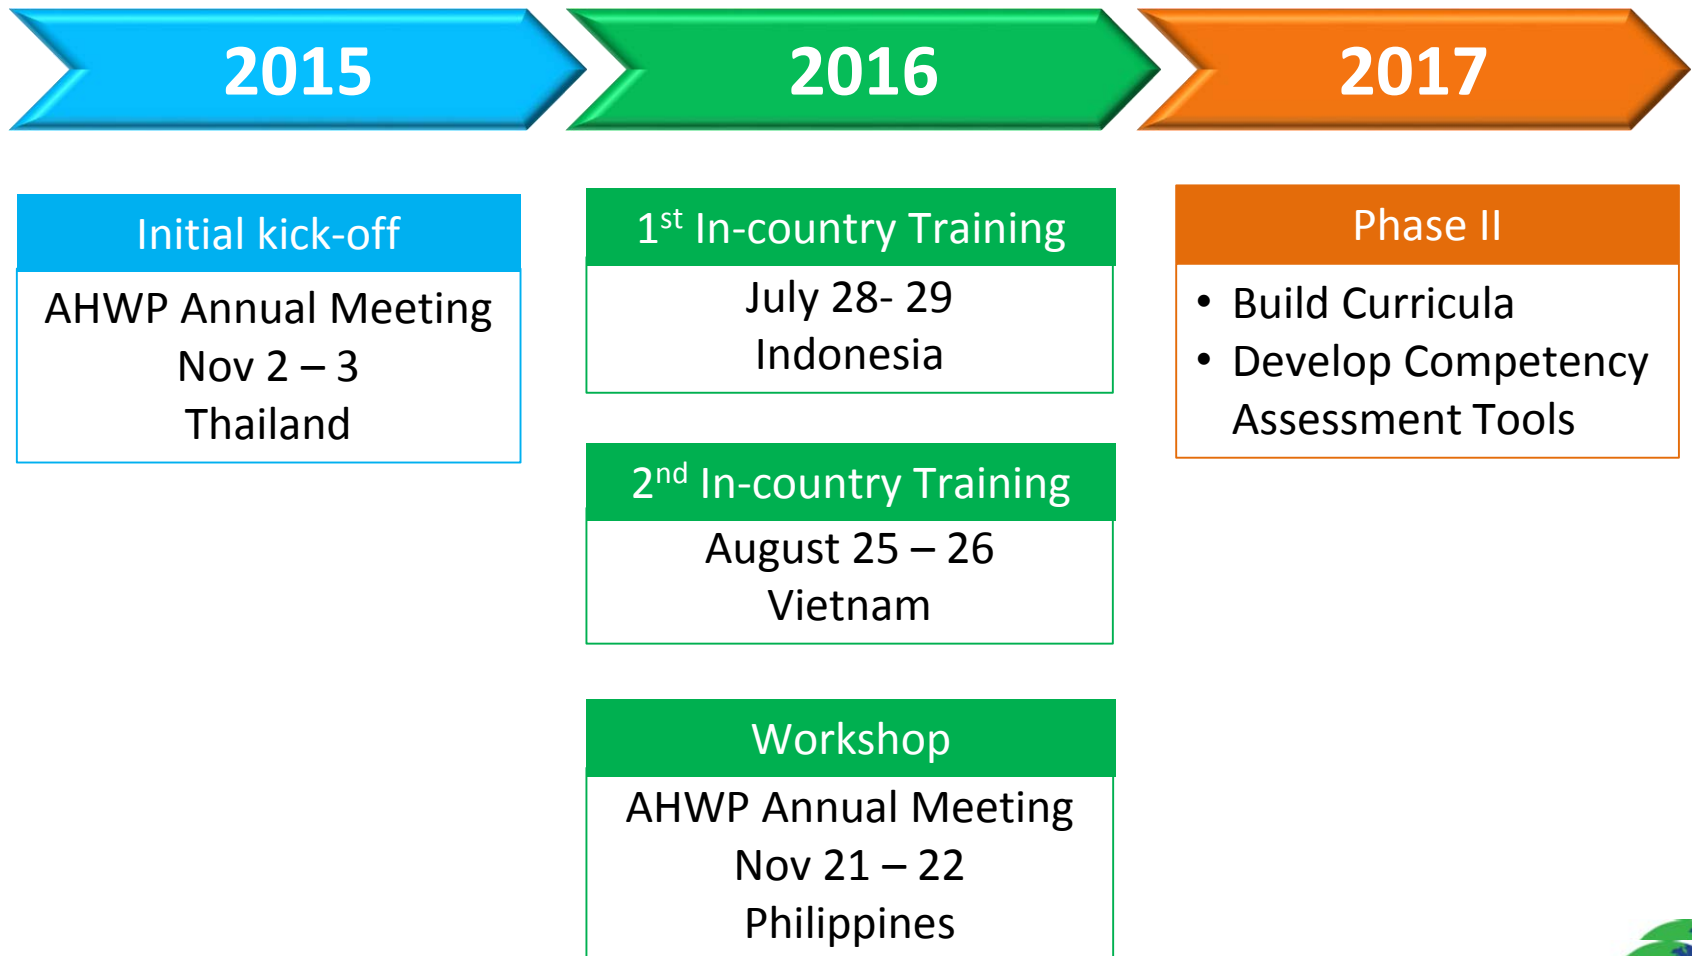 2015
2016
2017
Initial kick-off
AHWP Annual Meeting
Nov 2 – 3
Thailand
1st In-country Training
July 28- 29
Indonesia
2nd In-country Training
August 25 – 26
Vietnam
Workshop
AHWP Annual Meeting
Nov 21 – 22
Philippines
Phase II
• Build Curricula
• Develop Competency
Assessment Tools